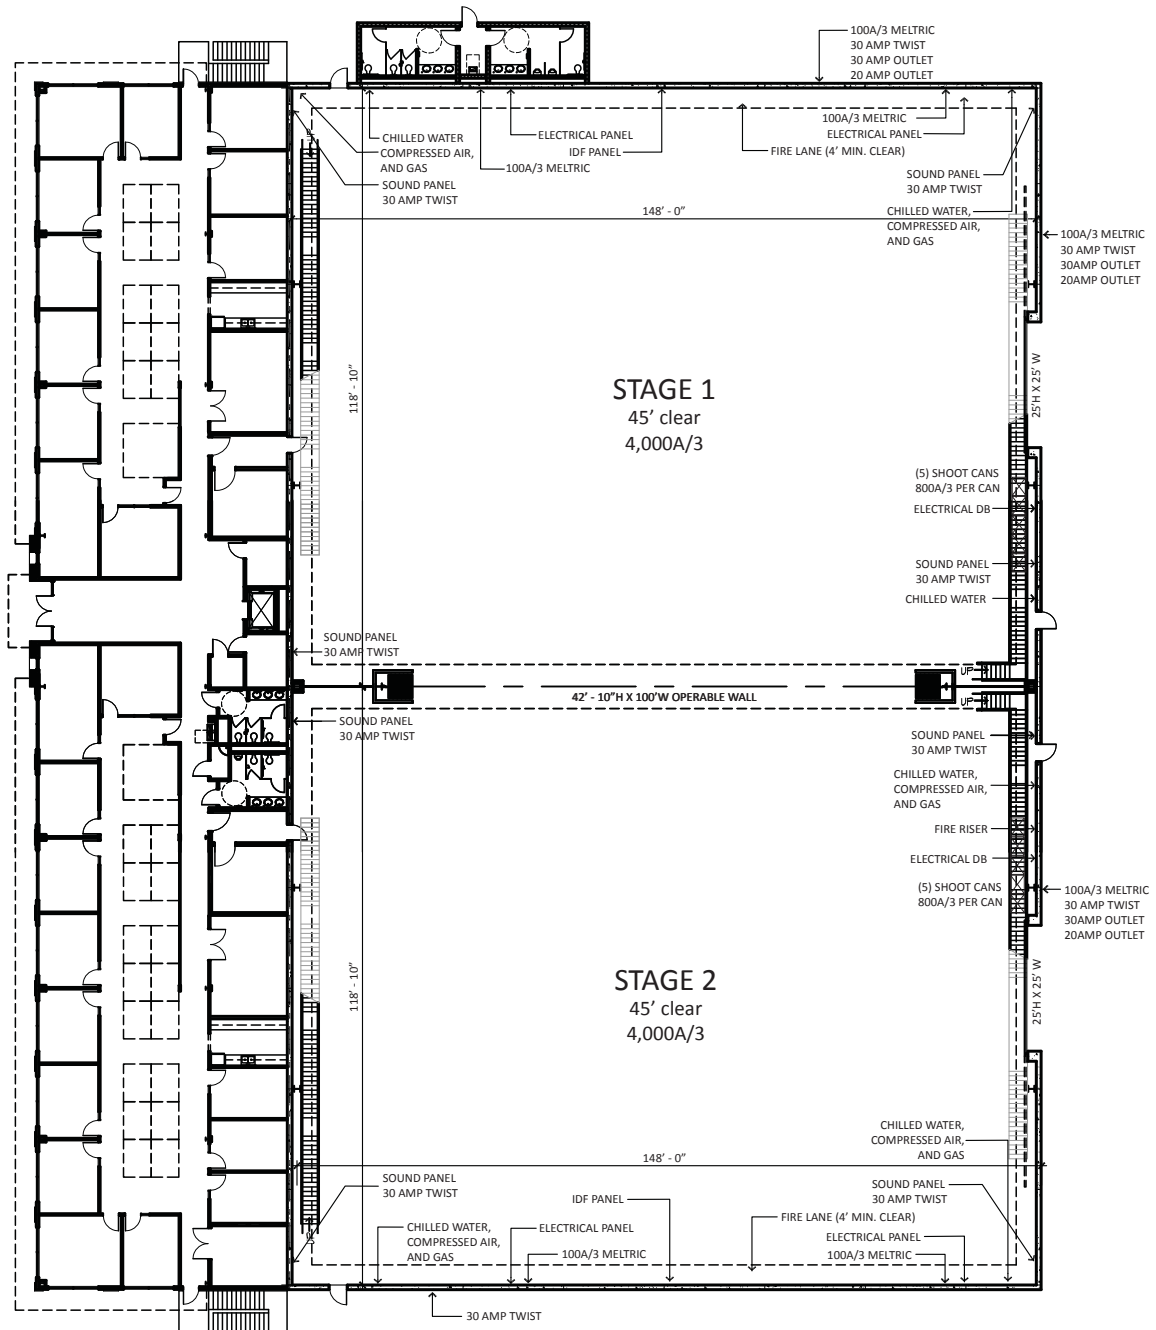 100A/3 MELTRIC
30 AMP TWIST
30 AMP OUTLET
20 AMP OUTLET
CHILLED WATER
COMPRESSED AIR,
AND GAS
SOUND PANEL
30 AMP TWIST
ELECTRICAL PANEL
IDF PANEL
100A/3 MELTRIC
100A/3 MELTRIC
ELECTRICAL PANEL
FIRE LANE (4' MIN. CLEAR)
SOUND PANEL
30 AMP TWIST
148' - 0"
CHILLED WATER,
COMPRESSED AIR,
AND GAS
100A/3 MELTRIC
30 AMP TWIST
30AMP OUTLET
20AMP OUTLET
118' - 10"
STAGE 1
45' clear
4,000A/3
25'H X 25' W
(5) SHOOT CANS
800A/3 PER CAN
ELECTRICAL DB
SOUND PANEL
30 AMP TWIST
CHILLED WATER
SOUND PANEL
30 AMP TWIST
UP
42' - 10"H X 100'W OPERABLE WALL
UP
SOUND PANEL
30 AMP TWIST
SOUND PANEL
30 AMP TWIST
CHILLED WATER,
COMPRESSED AIR,
AND GAS
FIRE RISER
ELECTRICAL DB
(5) SHOOT CANS
800A/3 PER CAN
100A/3 MELTRIC
30 AMP TWIST
30AMP OUTLET
20AMP OUTLET
118' - 10"
STAGE 2
45' clear
4,000A/3
25'H X 25' W
CHILLED WATER,
COMPRESSED AIR,
AND GAS
148' - 0"
SOUND PANEL
30 AMP TWIST
IDF PANEL
SOUND PANEL
30 AMP TWIST
CHILLED WATER,
COMPRESSED AIR,
AND GAS
ELECTRICAL PANEL
100A/3 MELTRIC
FIRE LANE (4' MIN. CLEAR)
ELECTRICAL PANEL
100A/3 MELTRIC
30 AMP TWIST